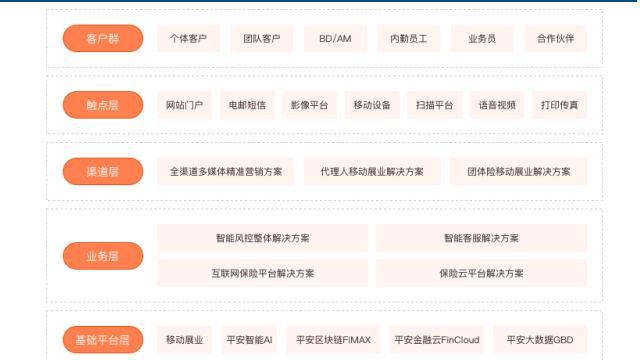 客户群 个体客户 团队客户 BD/AM 内勤员工 业务员 合作伙伴
触点层 网站门户 电邮短信 影像平台 移动设备 扫描平台 语音视频 打印传真
渠道层 全渠道多媒体精准营销方案 代理人移动展业解决方案 团体险移动展业解决方案
智能风控整体解决方案 智能客服解决方案
业务层
互联网保险平台解决方案 保险云平台解决方案
基础平台层 移动展业 平安智能AI 平安区块链FiMAX 平安金融云FinCloud 平安大数据GBD